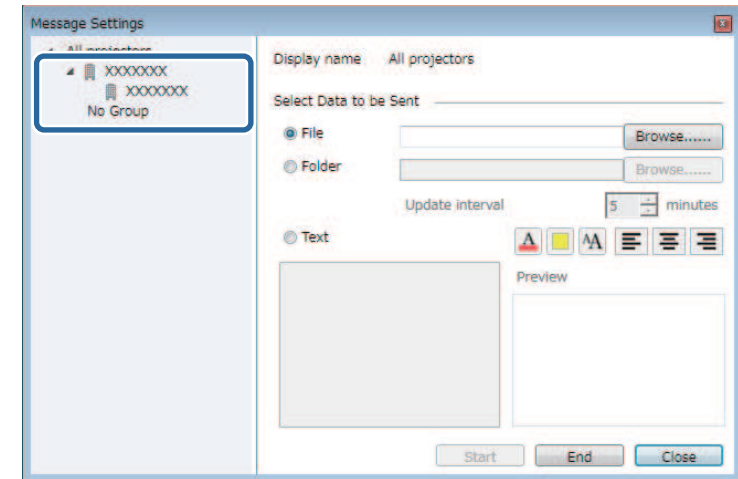 Message Settings
All projectors
XXXXXXX
XXXXXXX
No Group
Display name All projectors
Select Data to be Sent
File Browse......
Folder Browse......
Update interval 5 minutes
Text A AA
Preview
Start End Close